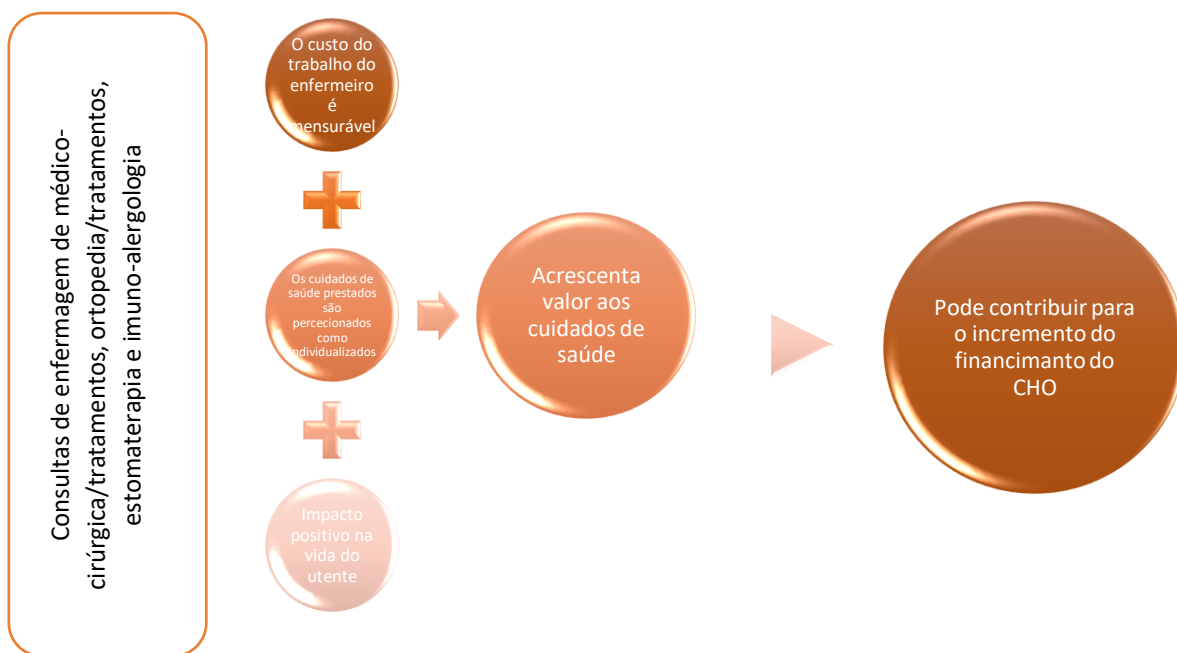 Consultas de enfermagem de médico-
cirúrgica/tratamentos, ortopedia/tratamentos,
estomaterapia e imuno-alergologia
O custo do
trabalho do
enfermeiro
é
mensurável
Os cuidados de
saúde prestados
são
percecionados
como
individualizados
Impacto
positivo na
vida do
utente
Acrescenta
valor aos
cuidados de
saúde
Pode contribuir para
o incremento do
financimanto do
CHO